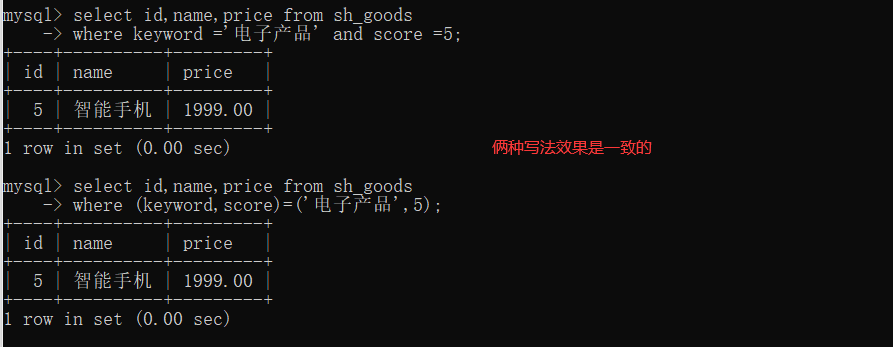 mysql> select id,name,price from sh_goods
    -> where keyword ='电子产品' and score =5;
+----+----------+---------+
| id | name     | price   |
+----+----------+---------+
|  5 | 智能手机 | 1999.00 |
+----+----------+---------+
1 row in set (0.00 sec)
俩种写法效果是一致的
mysql> select id,name,price from sh_goods
    -> where (keyword,score)=('电子产品',5);
+----+----------+---------+
| id | name     | price   |
+----+----------+---------+
|  5 | 智能手机 | 1999.00 |
+----+----------+---------+
1 row in set (0.00 sec)